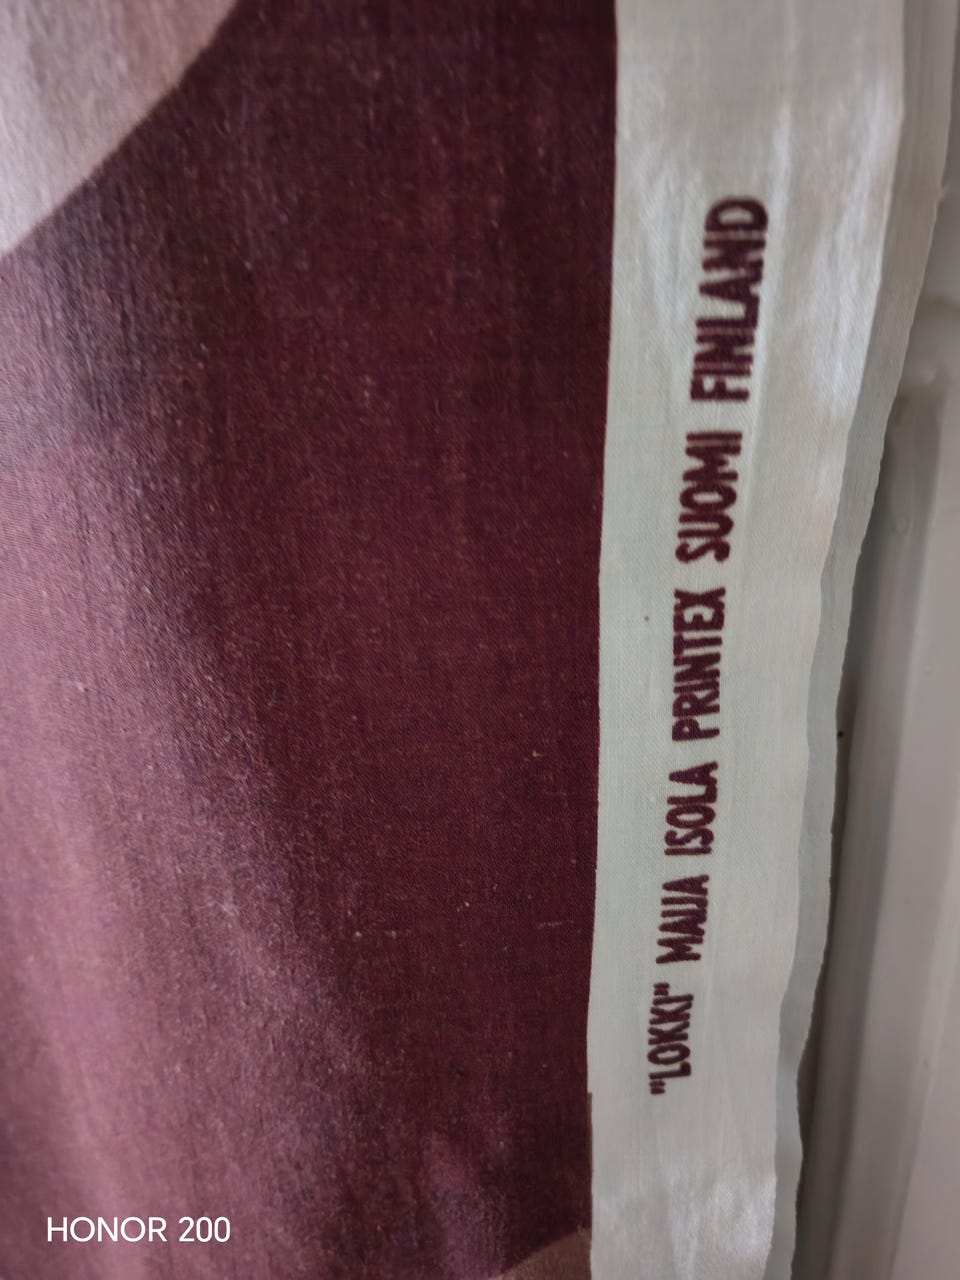 "LOKKI" MAIJA ISOLA PRINTEX SUOMI FINLAND
HONOR 200